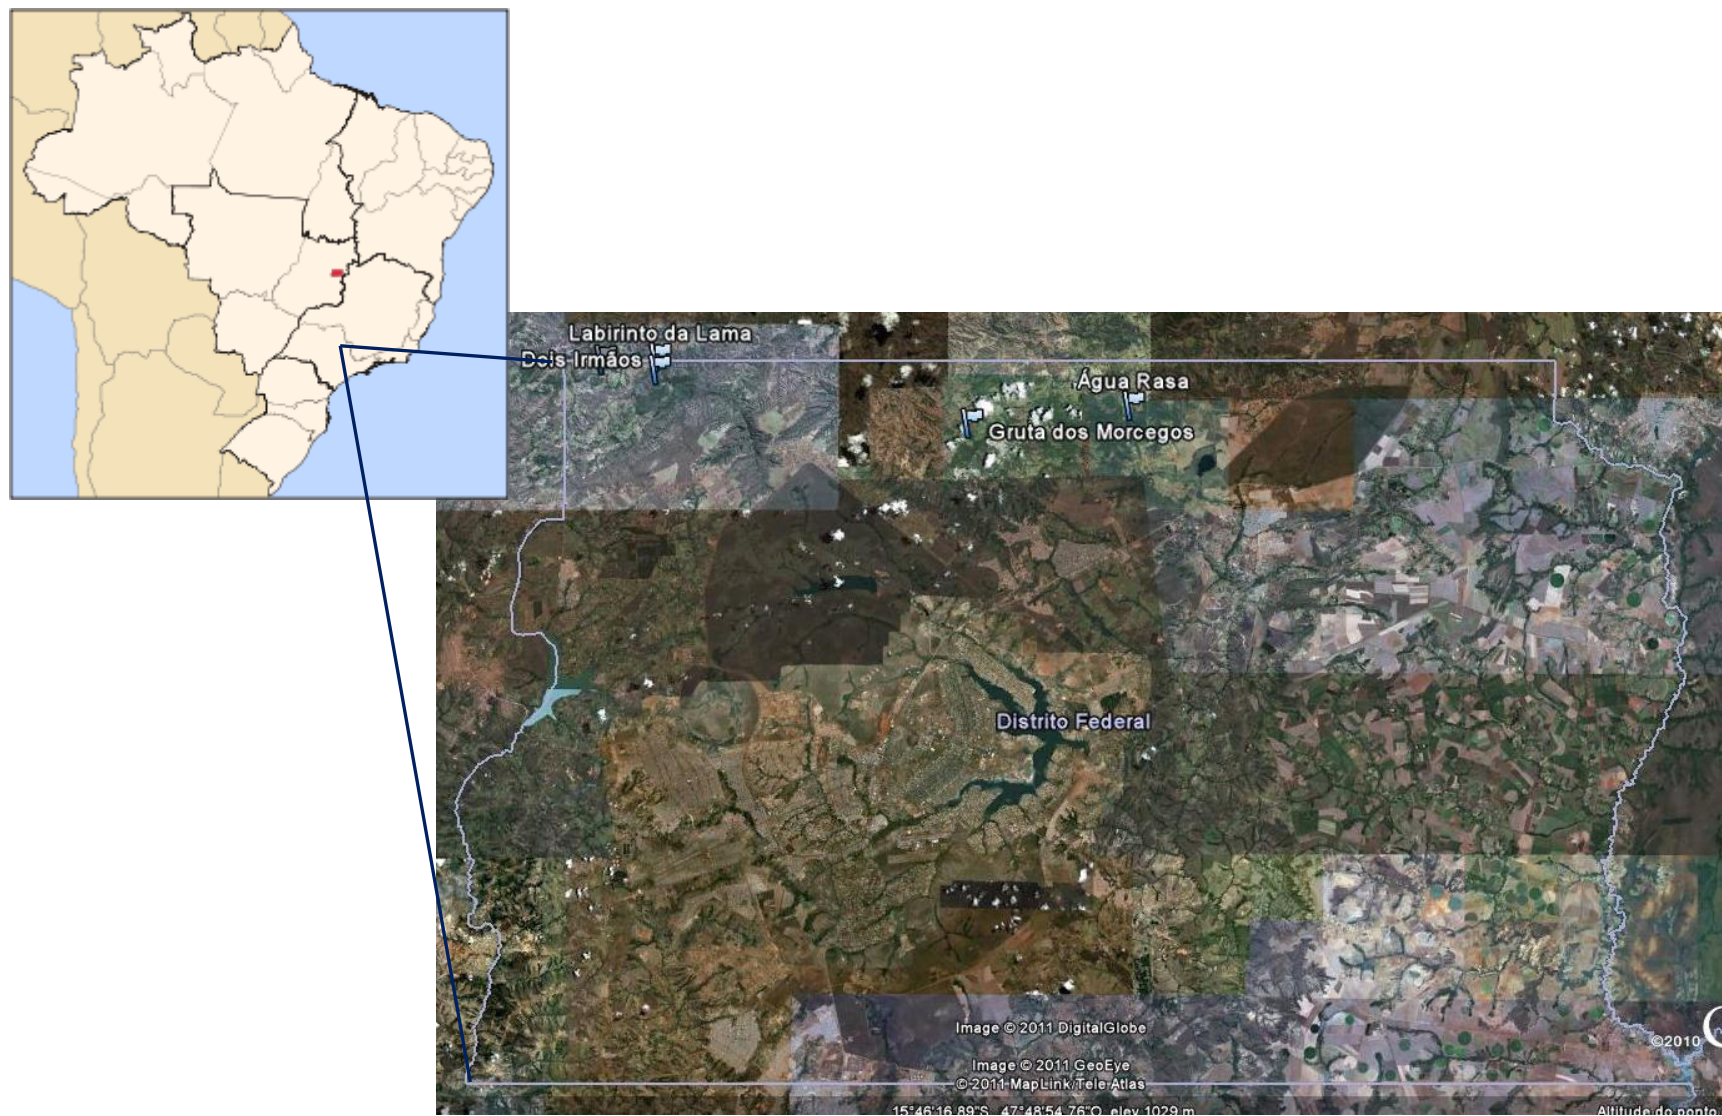 Labirinto da Lama
Dois Irmãos
Água Rasa
Gruta dos Morcegos
Distrito Federal
Image © 2011 DigitalGlobe
Image © 2011 GeoEye
© 2011 MapLink/Tele Atlas
©2010
15°46'16.89"S 47°48'54.76"O elev 1029 m
Altitude do ponto